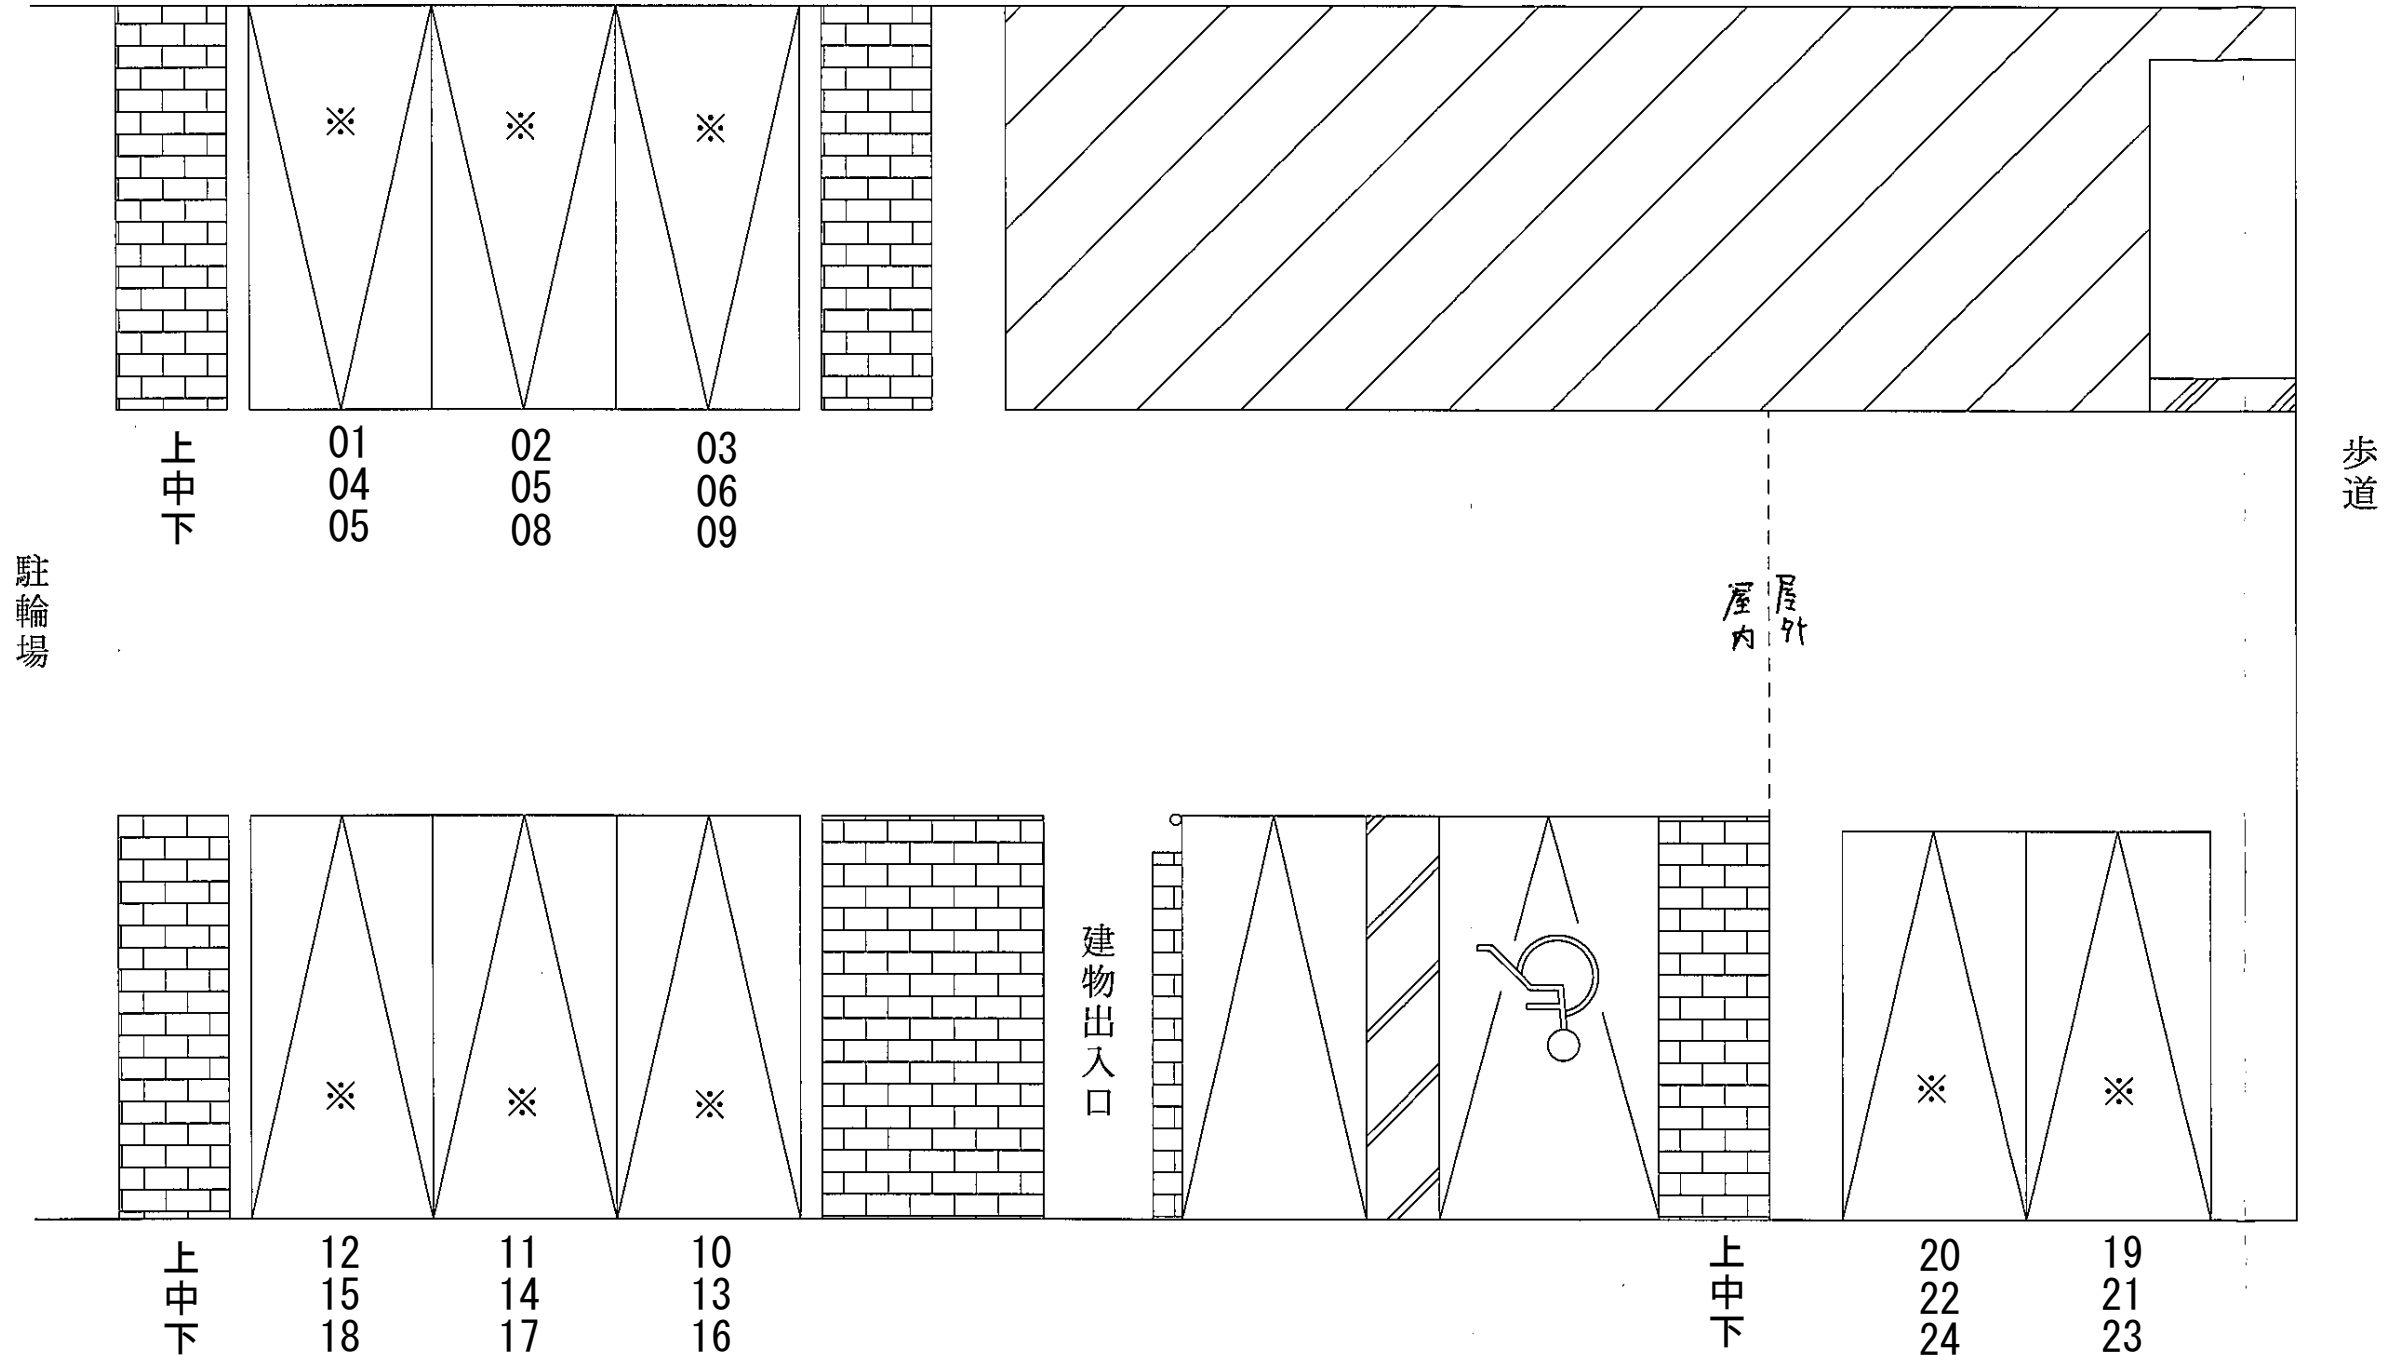 ※ ※ ※
上 01 02 03
中 04 05 06
下 05 08 09
歩道
駐輪場
屋内
屋外
建物出入口
※ ※ ※ ※ ※
上 12 11 10
中 15 14 13
下 18 17 16
上 20 19
中 22 21
下 24 23